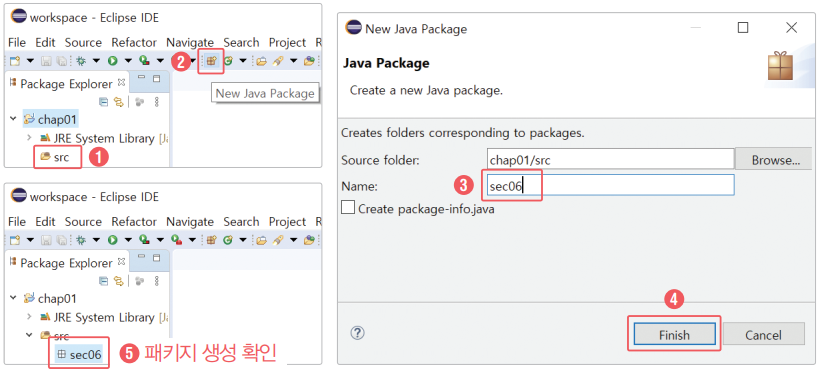 workspace - Eclipse IDE
File Edit Source Refactor Navigate Search Project R
2
New Java Package
Package Explorer
chap01
JRE System Library [Ja
src 1
workspace - Eclipse IDE
File Edit Source Refactor Navigate Search Project R
Package Explorer
chap01
JRE System Library [Ja
src
sec06 5 패키지 생성 확인
New Java Package
Java Package
Create a new Java package.
Creates folders corresponding to packages.
Source folder: chap01/src Browse...
Name: 3 sec06
Create package-info.java
4
? Finish Cancel